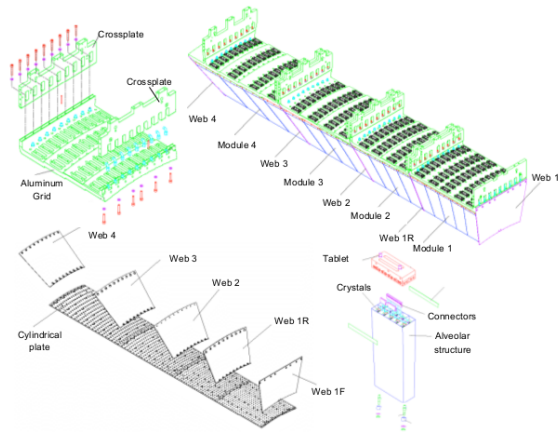 Crossplate
Crossplate
Aluminum
Grid
Web 4
Module 4
Web 3
Module 3
Web 2
Module 2
Web 1R
Module 1
Web 1
Web 4
Web 3
Web 2
Web 1R
Web 1F
Cylindrical
plate
Tablet
Crystals
Connectors
Alveolar
structure